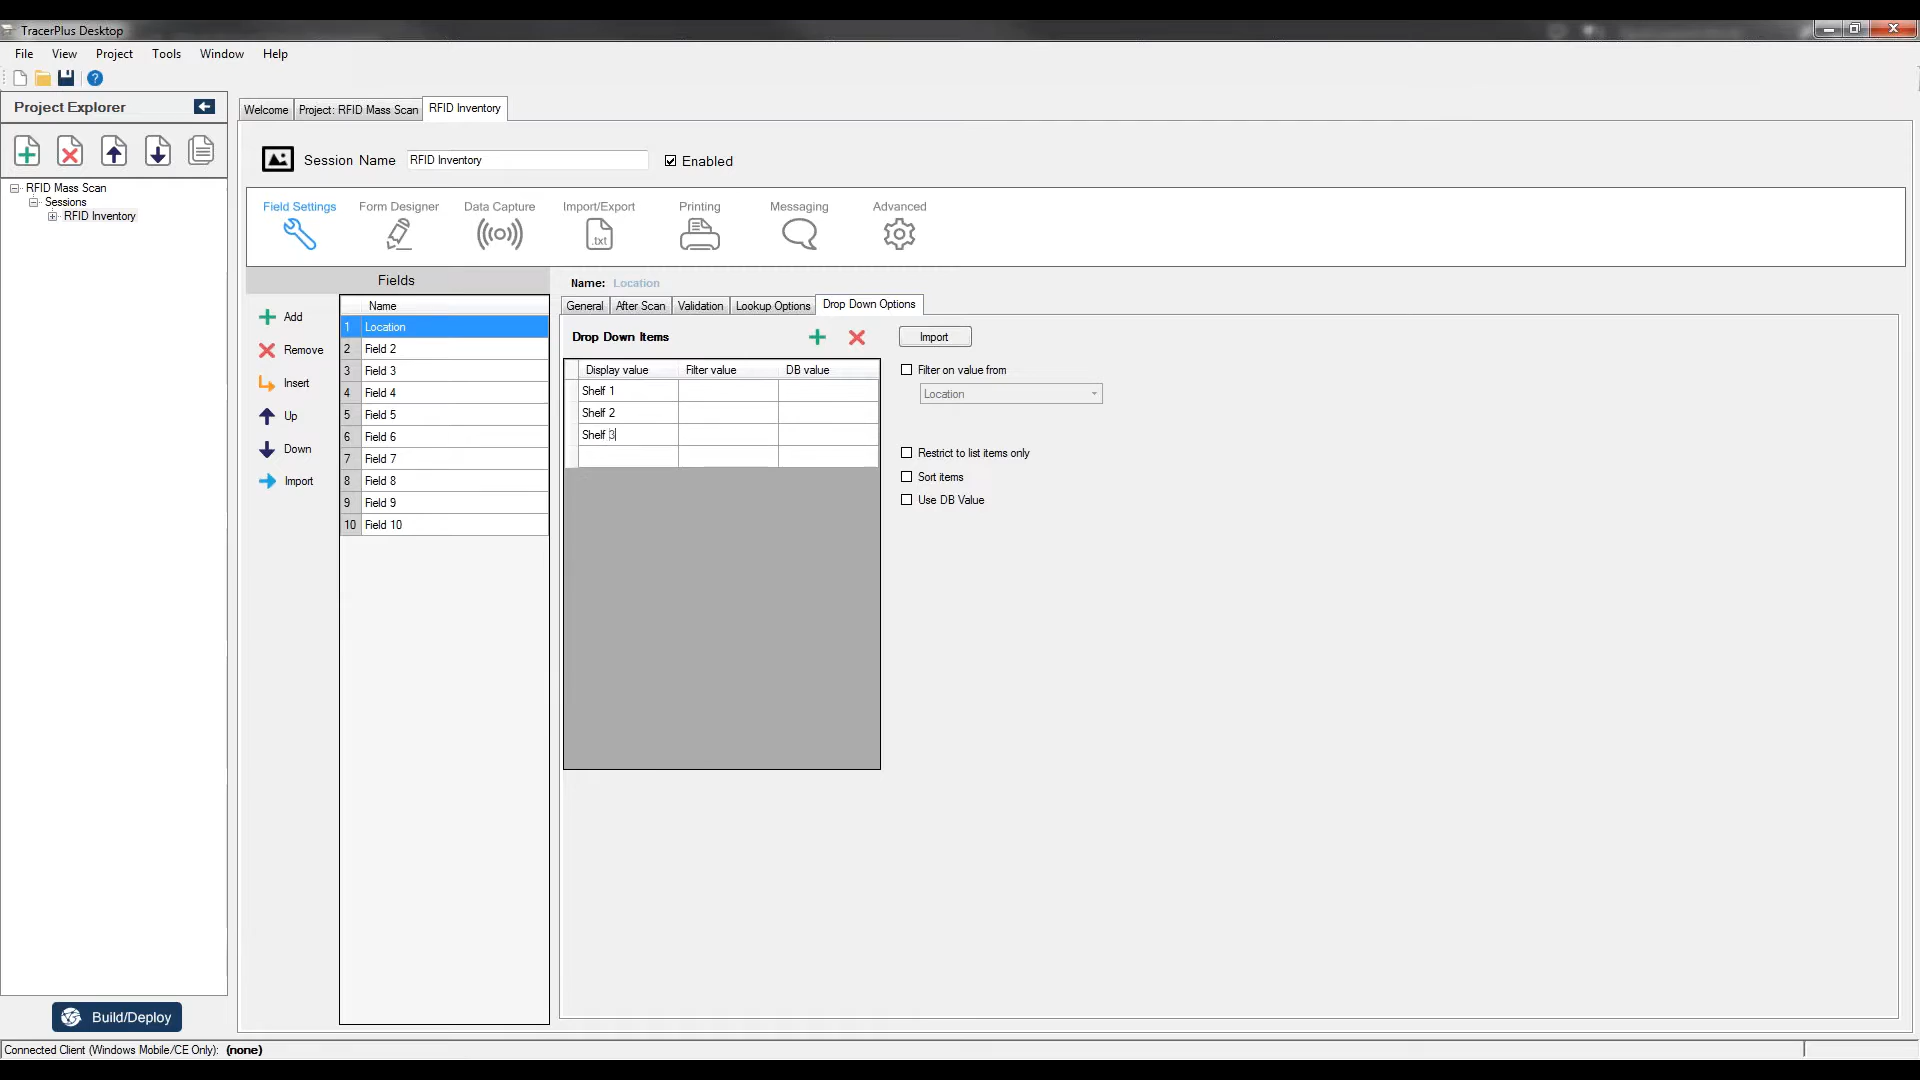 TracerPlus Desktop
File View Project Tools Window Help
Project Explorer
RFID Mass Scan
Sessions
RFID Inventory
Build/Deploy
Welcome Project: RFID Mass Scan RFID Inventory
Session Name RFID Inventory Enabled
Field Settings Form Designer Data Capture Import/Export Printing Messaging Advanced
.txt
Fields
Add
Remove
Insert
Up
Down
Import
Name
1 Location
2 Field 2
3 Field 3
4 Field 4
5 Field 5
6 Field 6
7 Field 7
8 Field 8
9 Field 9
10 Field 10
Name: Location
General After Scan Validation Lookup Options Drop Down Options
Drop Down Items
Import
Display value Filter value DB value
Shelf 1
Shelf 2
Shelf 3
Filter on value from
Location
Restrict to list items only
Sort items
Use DB Value
Connected Client (Windows Mobile/CE Only): (none)